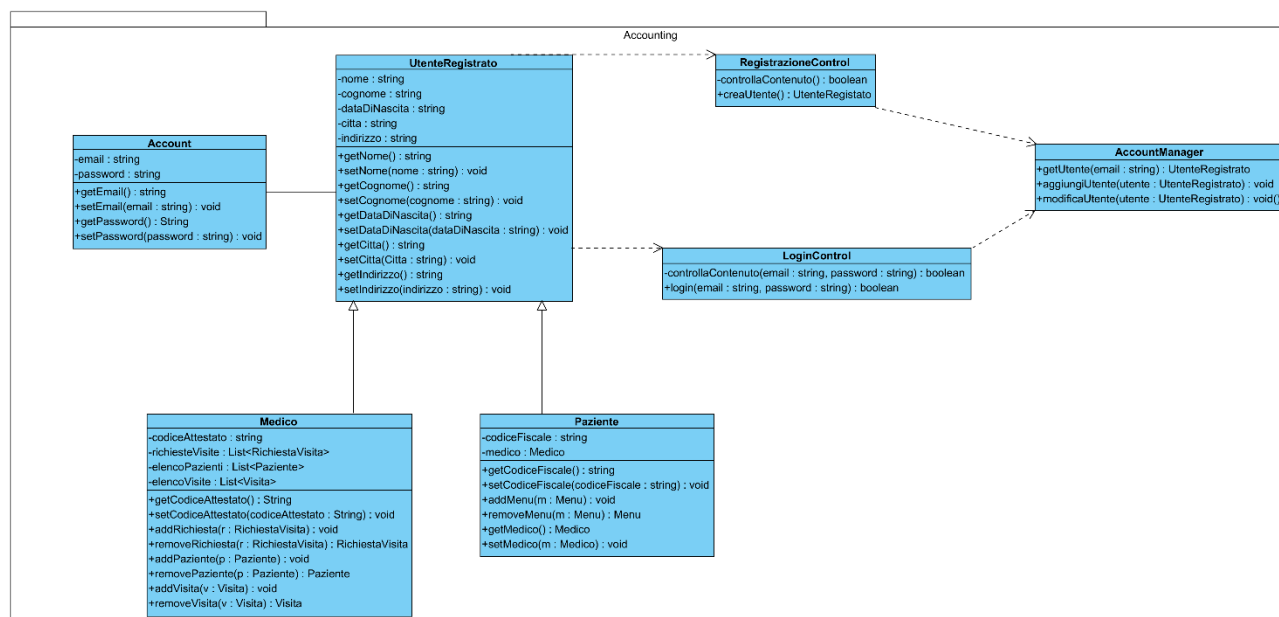 Accounting
UtenteRegistrato
-nome : string
-cognome : string
-dataDiNascita : string
-citta : string
-indirizzo : string
+getNome() : string
+setNome(nome : string) : void
+getCognome() : string
+setCognome(cognome : string) : void
+getDataDiNascita() : string
+setDataDiNascita(dataDiNascita : string) : void
+getCitta() : string
+setCitta(Citta : string) : void
+getIndirizzo() : string
+setIndirizzo(indirizzo : string) : void
RegistrazioneControl
-controllaContenuto() : boolean
+creaUtente() : UtenteRegistato
Account
-email : string
-password : string
+getEmail() : string
+setEmail(email : string) : void
+getPassword() : String
+setPassword(password : string) : void
AccountManager
+getUtente(email : string) : UtenteRegistrato
+aggiungiUtente(utente : UtenteRegistrato) : void
+modificaUtente(utente : UtenteRegistrato) : void()
LoginControl
-controllaContenuto(email : string, password : string) : boolean
+login(email : string, password : string) : boolean
Medico
-codiceAttestato : string
-richiesteVisite : List<RichiestaVisita>
-elencoPazienti : List<Paziente>
-elencoVisite : List<Visita>
+getCodiceAttestato() : String
+setCodiceAttestato(codiceAttestato : String) : void
+addRichiesta(r : RichiestaVisita) : void
+removeRichiesta(r : RichiestaVisita) : RichiestaVisita
+addPaziente(p : Paziente) : void
+removePaziente(p : Paziente) : Paziente
+addVisita(v : Visita) : void
+removeVisita(v : Visita) : Visita
Paziente
-codiceFiscale : string
-medico : Medico
+getCodiceFiscale() : string
+setCodiceFiscale(codiceFiscale : string) : void
+addMenu(m : Menu) : void
+removeMenu(m : Menu) : Menu
+getMedico() : Medico
+setMedico(m : Medico) : void